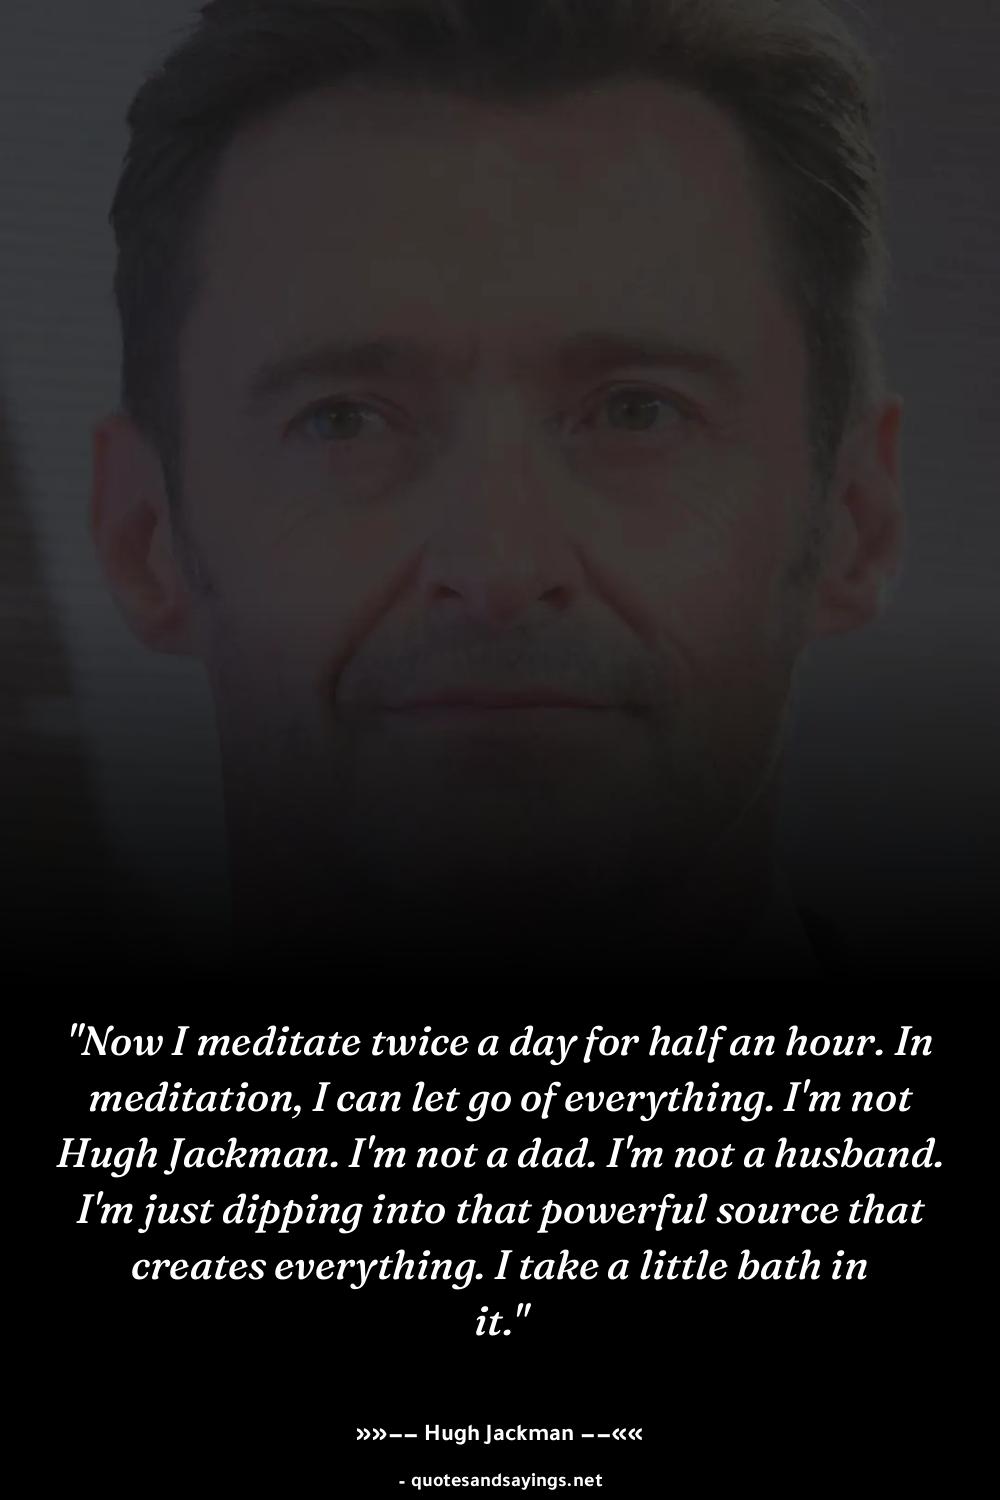 "Now I meditate twice a day for half an hour. In
meditation, I can let go of everything. I'm not
Hugh Jackman. I'm not a dad. I'm not a husband.
I'm just dipping into that powerful source that
creates everything. I take a little bath in
it."
»»–– Hugh Jackman ––««
- quotesandsayings.net